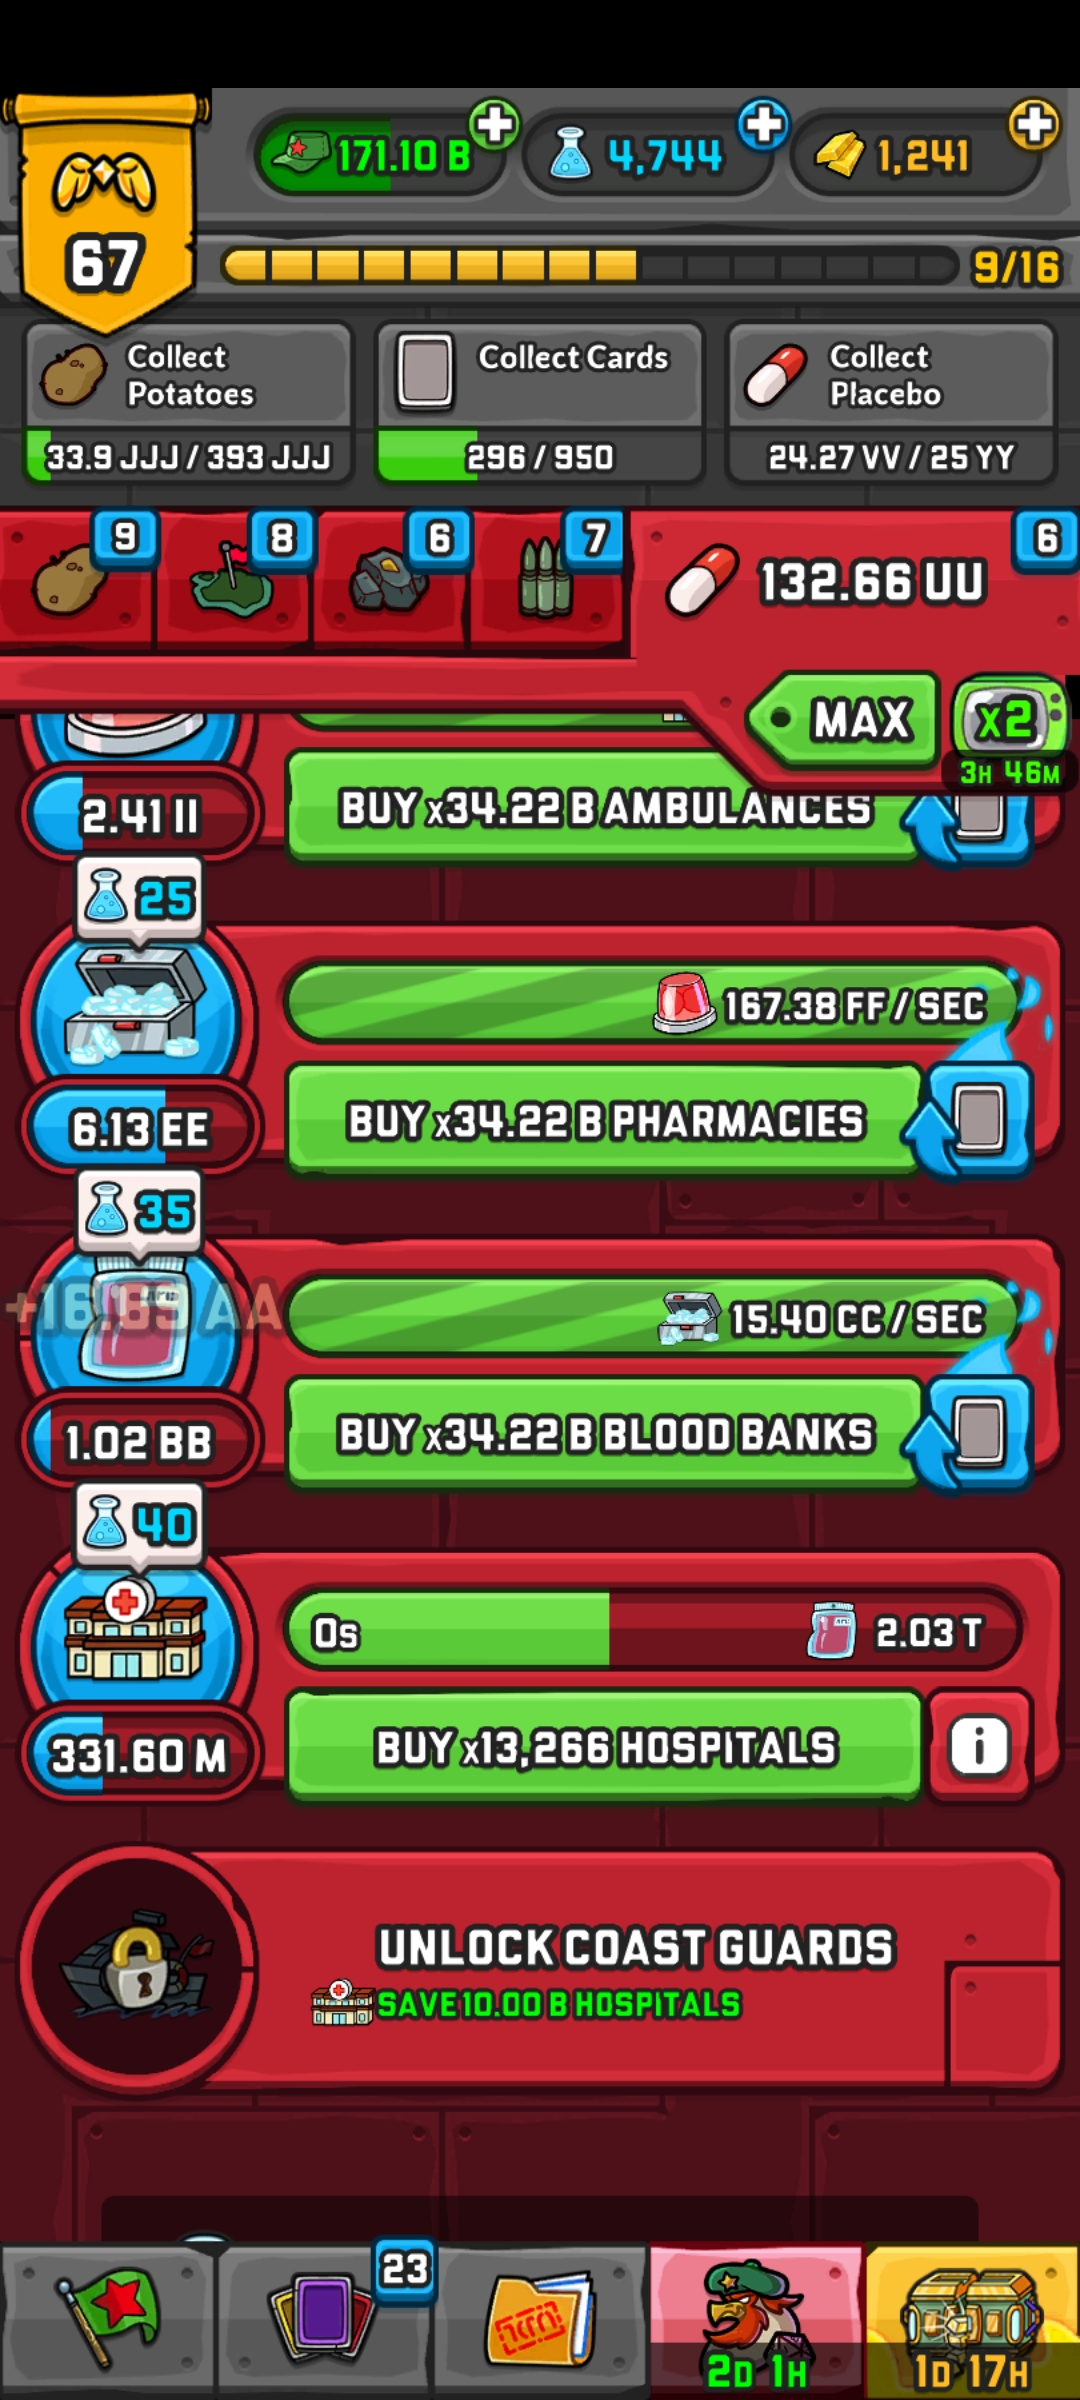 171.10 B
4,744
1,241
67
9/16
Collect
Potatoes
33.9 JJJ / 393 JJJ
Collect Cards
296 / 950
Collect
Placebo
24.27 VV / 25 YY
9
8
6
7
6
132.66 UU
MAX
x2
3H 46M
2.41 II
BUY x34.22 B AMBULANCES
25
167.38 FF / SEC
6.13 EE
BUY x34.22 B PHARMACIES
35
+16.69 AA
15.40 CC / SEC
1.02 BB
BUY x34.22 B BLOOD BANKS
40
0s
2.03 T
331.60 M
BUY x13,266 HOSPITALS
i
UNLOCK COAST GUARDS
SAVE 10.00 B HOSPITALS
23
2D 1H
1D 17H